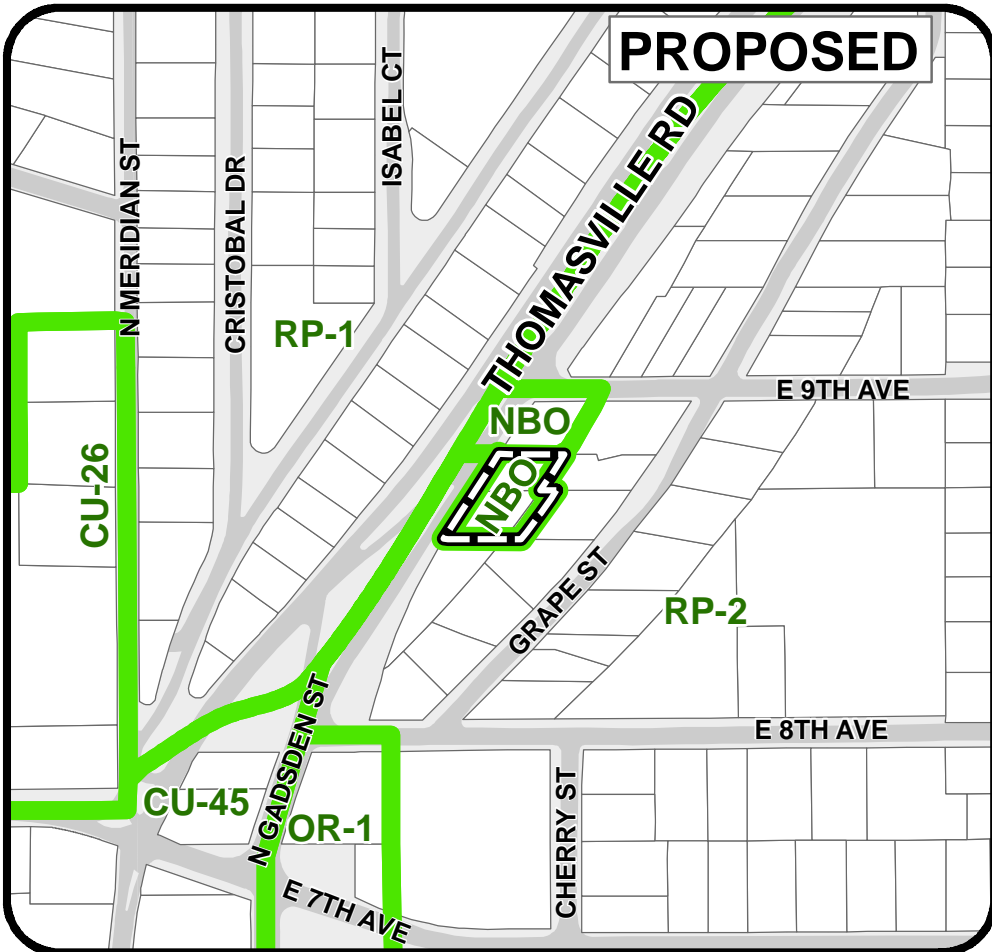 PROPOSED
ISABEL CT
THOMASVILLE RD
N MERIDIAN ST
CRISTOBAL DR
RP-1
E 9TH AVE
NBO
NBO
CU-26
GRAPE ST
RP-2
N GADSDEN ST
E 8TH AVE
CU-45
OR-1
CHERRY ST
E 7TH AVE